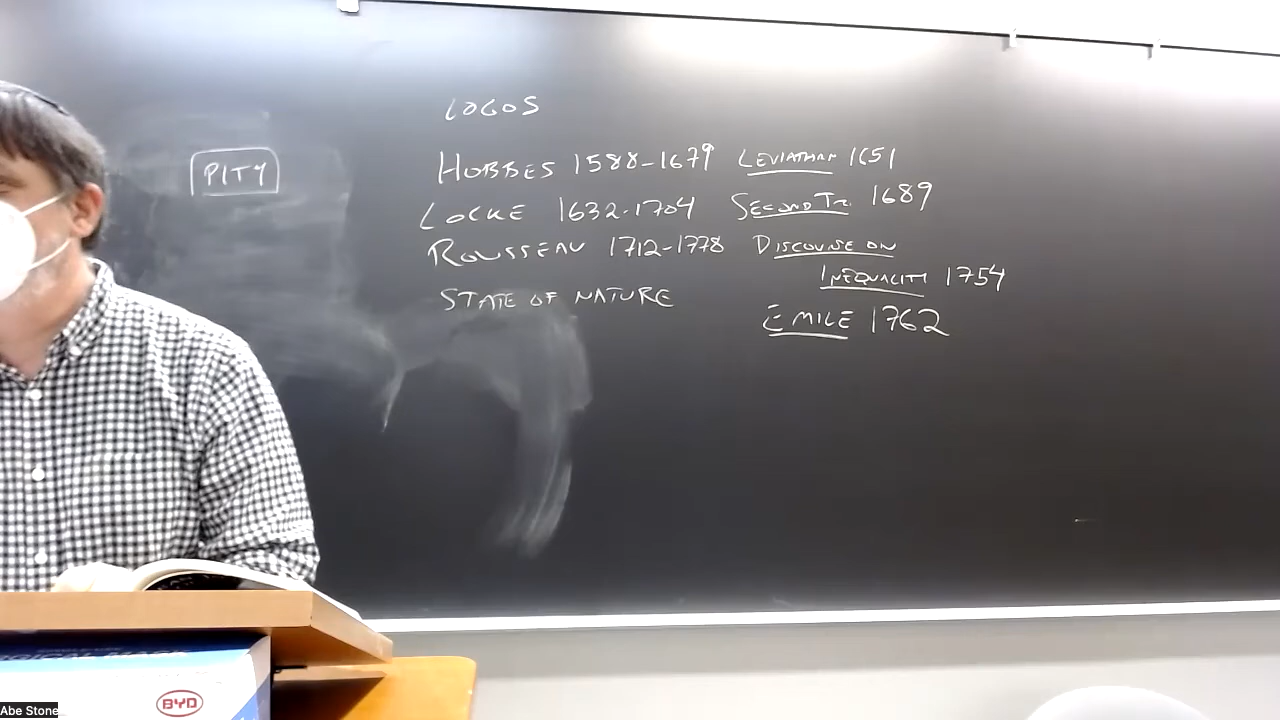 LOGOS
PITY
HOBBES 1588-1679 LEVIATHAN 1651
LOCKE 1632-1704 SECOND TR. 1689
ROUSSEAU 1712-1778 DISCOURSE ON
INEQUALITY 1754
STATE OF NATURE
EMILE 1762
BYD
Abe Stone